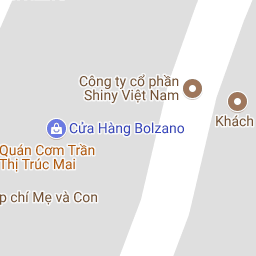 Công ty cổ phần
Shiny Việt Nam
Khách
Cửa Hàng Bolzano
Quán Cơm Trần
Thị Trúc Mai
p chí Mẹ và Con